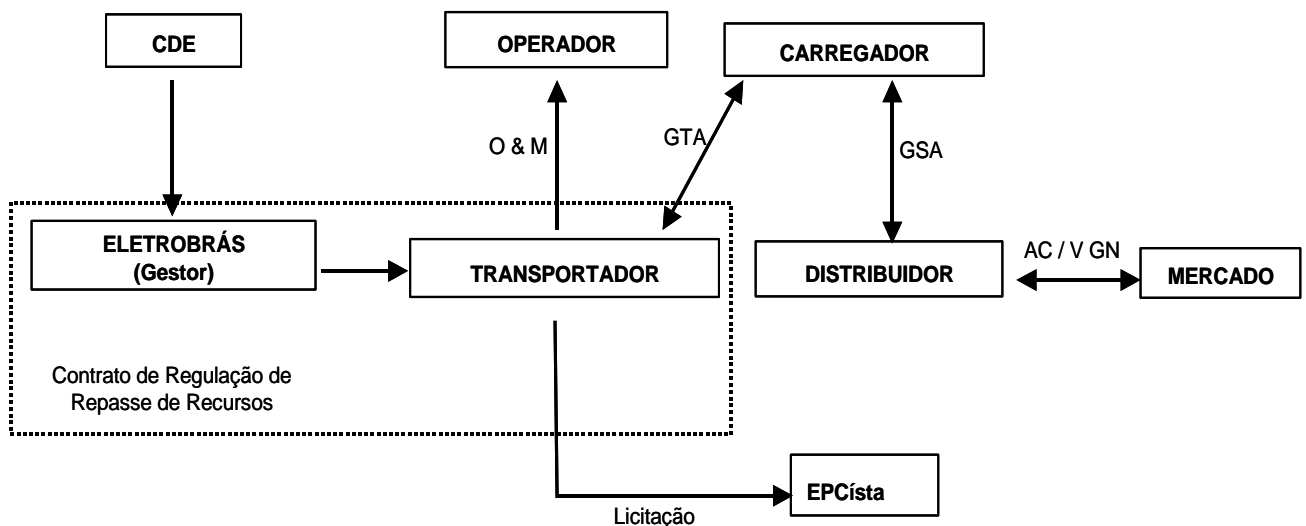 CDE
OPERADOR
CARREGADOR
O & M
GTA
GSA
ELETROBRÁS
(Gestor)
TRANSPORTADOR
DISTRIBUIDOR
AC / V GN
MERCADO
Contrato de Regulação de
Repasse de Recursos
EPCísta
Licitação